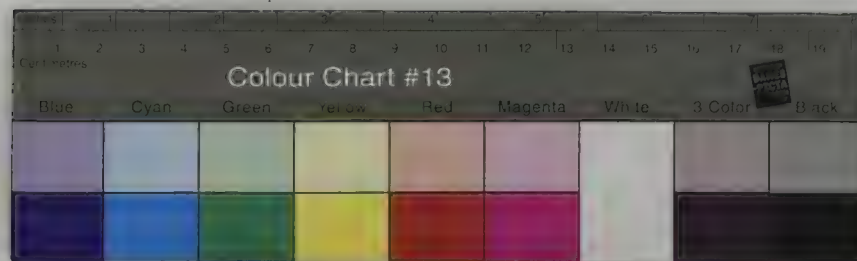 1 2 3 4 5 6 7
1 2 3 4 5 6 7 8 9 10 11 12 13 14 15 16 17 18 19
Centimetres
Colour Chart #13
Blue Cyan Green Yellow Red Magenta White 3 Color Black